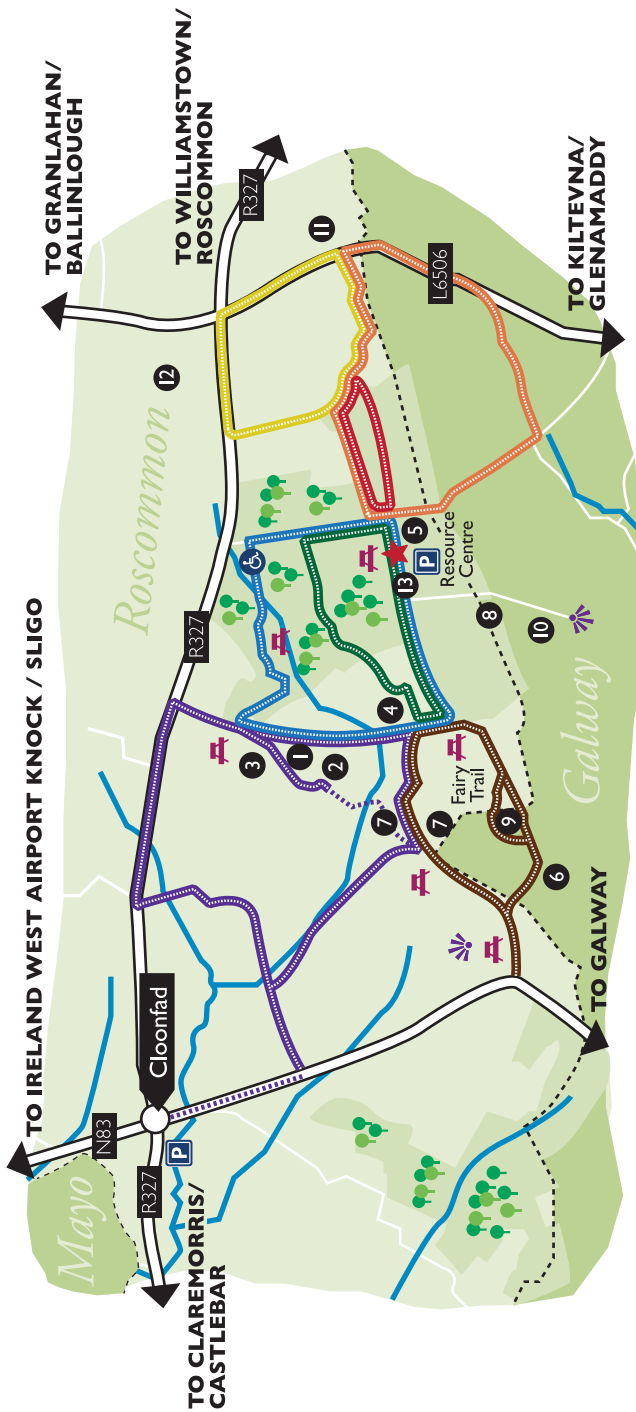 TO IRELAND WEST AIRPORT KNOCK / SLIGO
TO GRANLAHAN/
BALLINLOUGH
TO WILLIAMSTOWN/
ROSCOMMON
R327
Mayo
N83
R327
Cloonfad
P
TO CLAREMORRIS/
CASTLEBAR
R327
Roscommon
12
11
L6506
TO KILTEVNA/
GLENAMADDY
3
1
2
7
7
4
13
5
P
Resource
Centre
8
10
Fairy
Trail
9
6
Galway
TO GALWAY